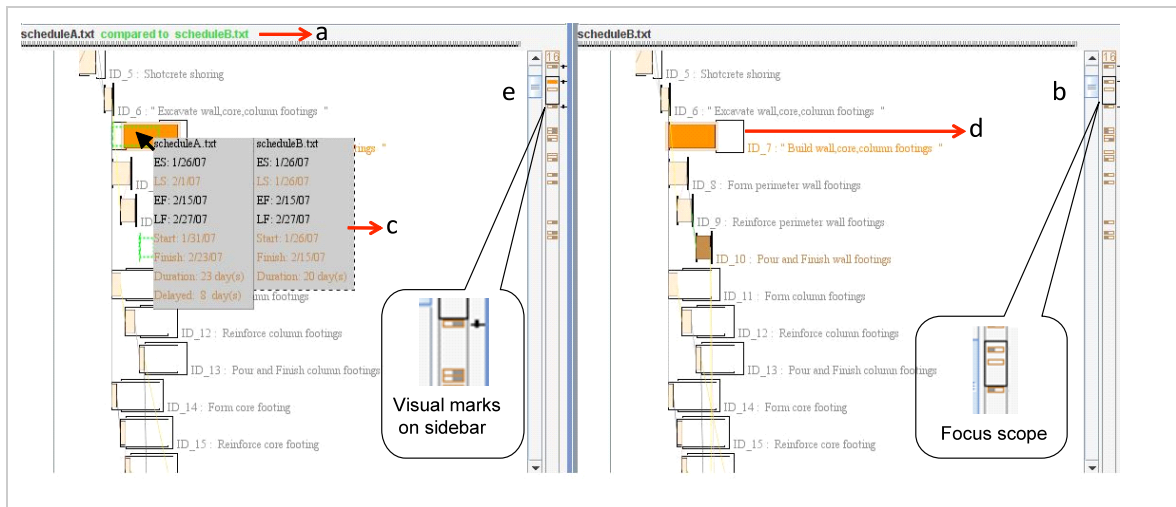 scheduleA.txt compared to scheduleB.txt
a
ID_5 : Shotcrete shoring
16
e
ID_6 : " Excavate wall,core,column footings "
ings "
scheduleA.txt
scheduleB.txt
ES: 1/26/07
ES: 1/26/07
LS: 2/1/07
LS: 1/26/07
EF: 2/15/07
EF: 2/15/07
LF: 2/27/07
LF: 2/27/07
Start: 1/31/07
Start: 1/26/07
Finish: 2/23/07
Finish: 2/15/07
Duration: 23 day(s)
Duration: 20 day(s)
Delayed: 8 day(s)
c
ID_
ID
umn footings
ID_12 : Reinforce column footings
ID_13 : Pour and Finish column footings
ID_14 : Form core footing
ID_15 : Reinforce core footing
Visual marks
on sidebar
scheduleB.txt
ID_5 : Shotcrete shoring
16
b
ID_6 : " Excavate wall,core,column footings "
d
ID_7 : " Build wall,core,column footings "
ID_8 : Form perimeter wall footings
ID_9 : Reinforce perimeter wall footings
ID_10 : Pour and Finish wall footings
ID_11 : Form column footings
ID_12 : Reinforce column footings
ID_13 : Pour and Finish column footings
ID_14 : Form core footing
ID_15 : Reinforce core footing
Focus scope